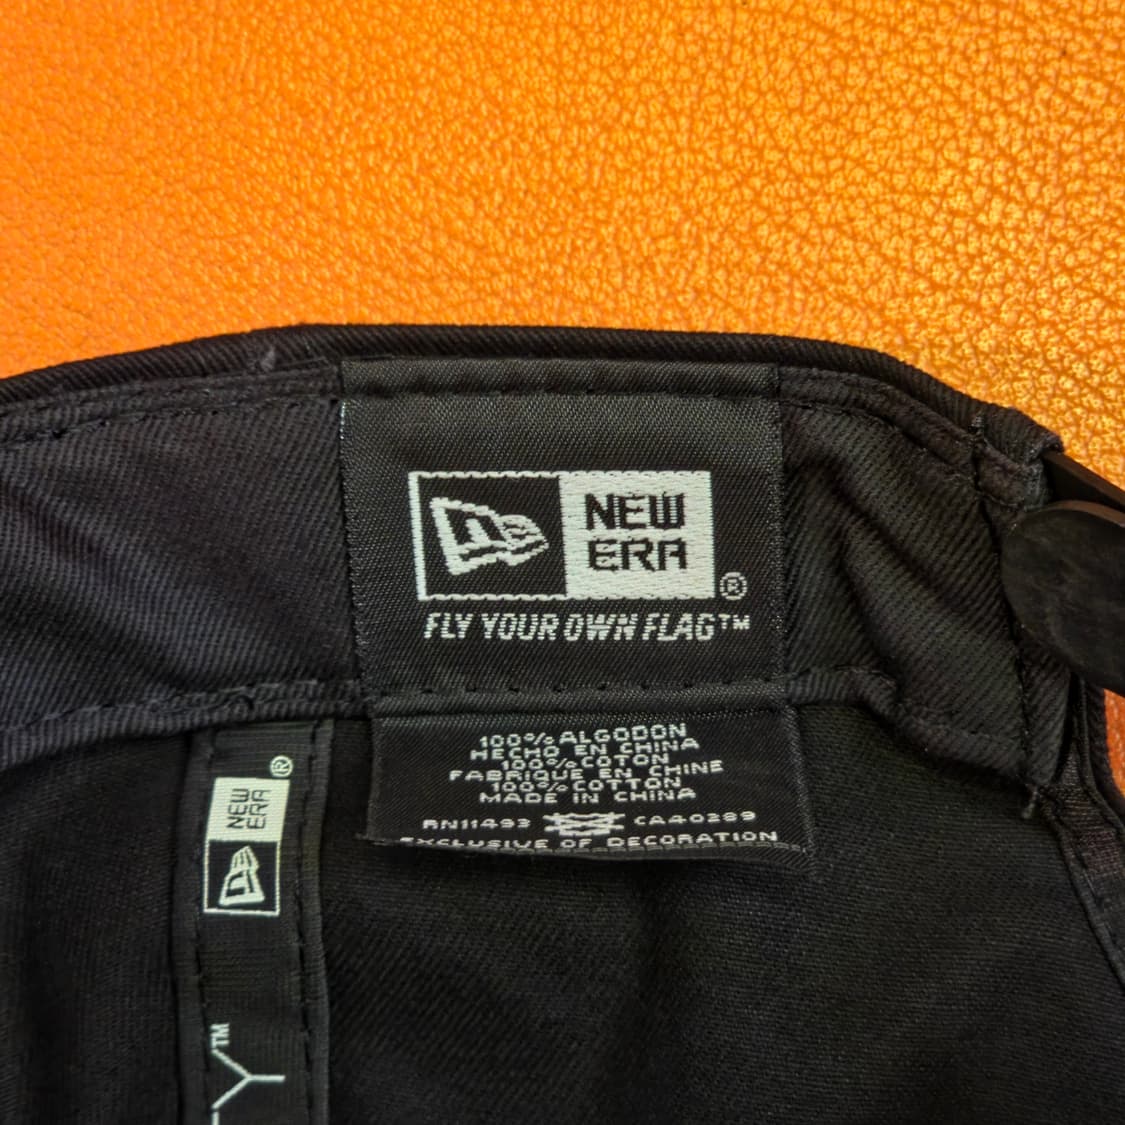 NEW
ERA
®
FLY YOUR OWN FLAG™
100% ALGODON
HECHO EN CHINA
100% COTON
FABRIQUE EN CHINE
100% COTTON
MADE IN CHINA
RN11493 CA40289
EXCLUSIVE OF DECORATION
NEW
ERA
®
TY™